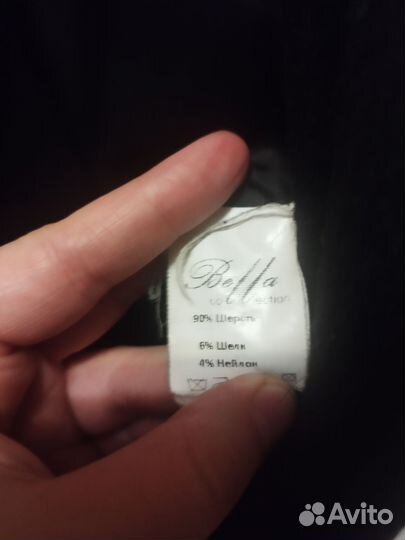 Bella
collection
90% Шерсть
6% Шелк
4% Нейлон
Avito